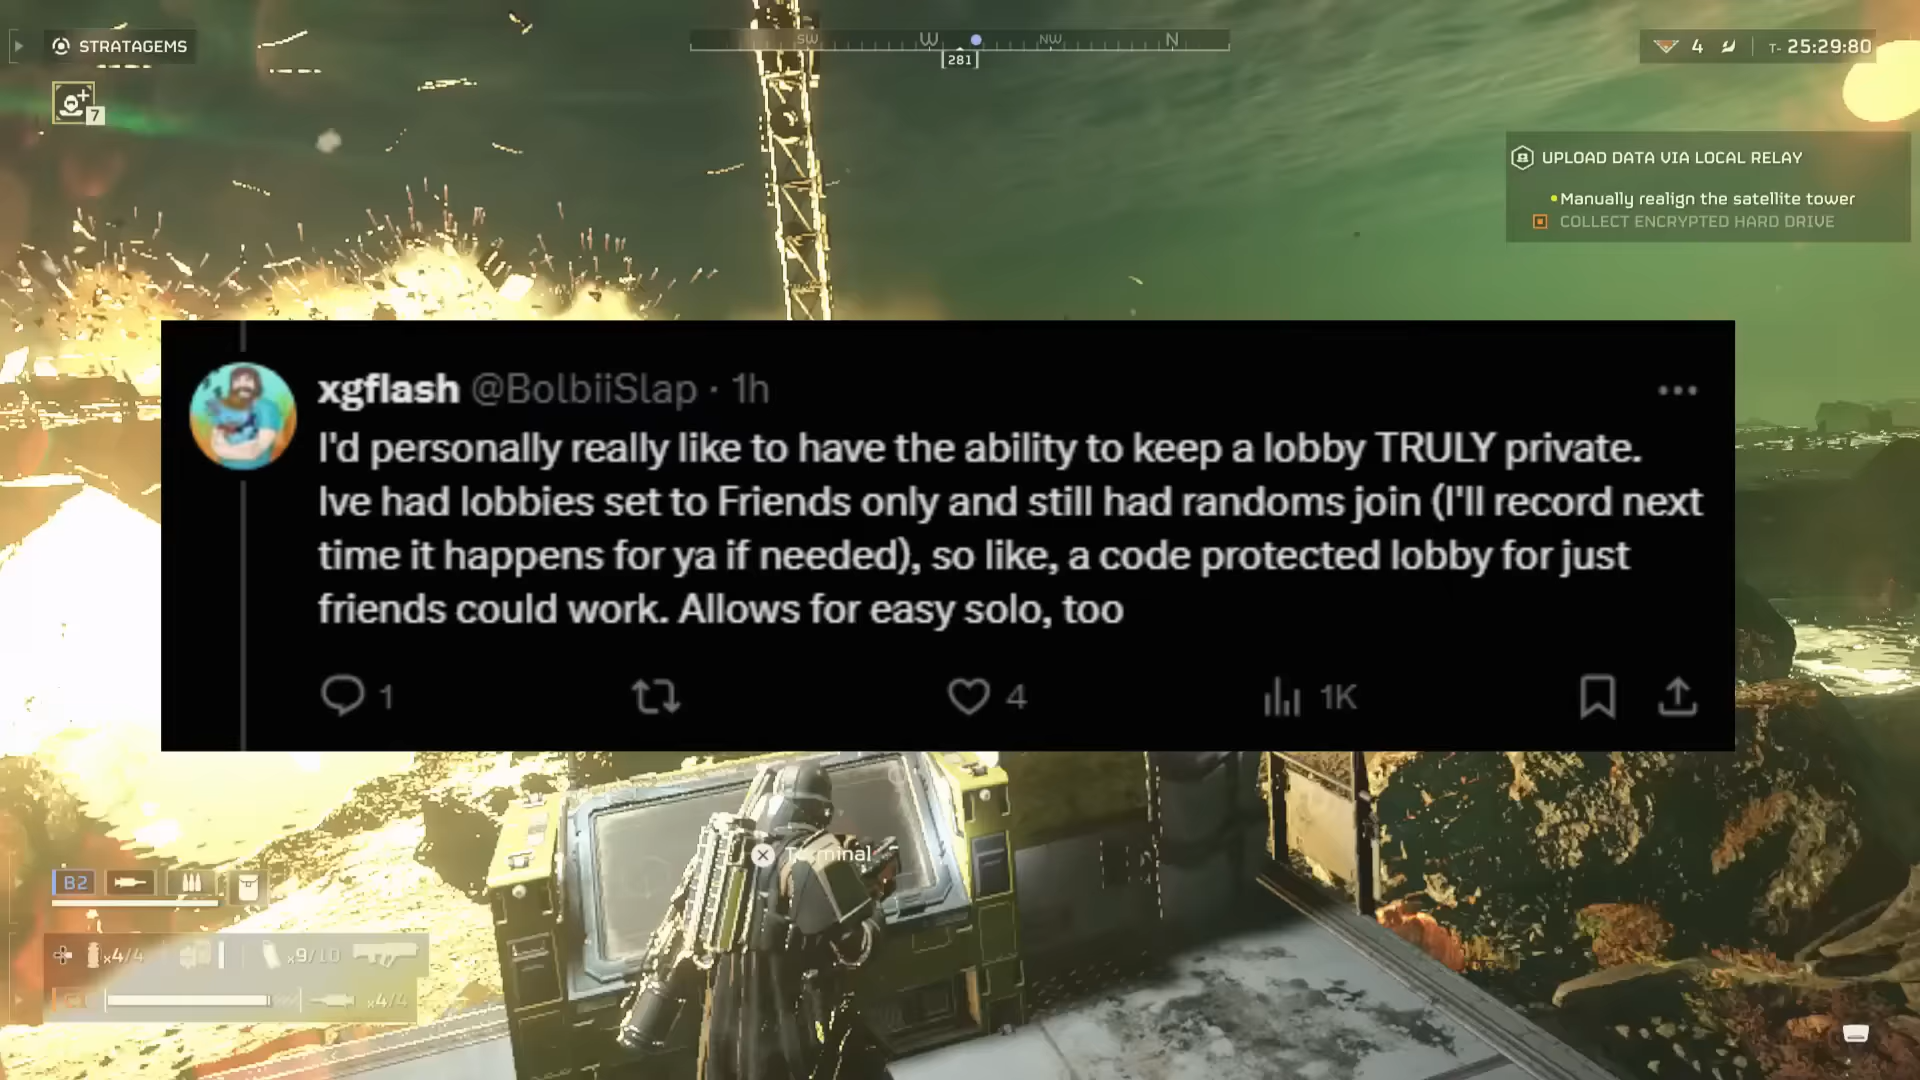 STRATAGEMS
7
SW W NW N
281
4 T- 25:29:80
UPLOAD DATA VIA LOCAL RELAY
Manually realign the satellite tower
COLLECT ENCRYPTED HARD DRIVE
xgflash @BolbiiSlap · 1h
I'd personally really like to have the ability to keep a lobby TRULY private.
Ive had lobbies set to Friends only and still had randoms join (I'll record next
time it happens for ya if needed), so like, a code protected lobby for just
friends could work. Allows for easy solo, too
1 4 1K
Terminal
B2
x4/4 x9/10
x4/4